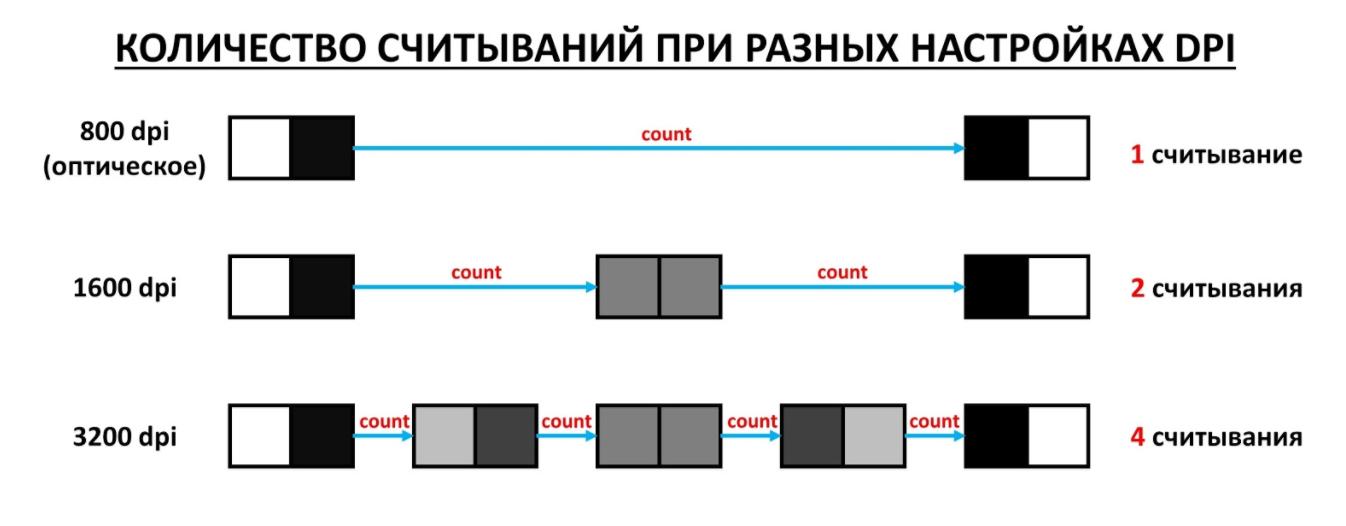 КОЛИЧЕСТВО СЧИТЫВАНИЙ ПРИ РАЗНЫХ НАСТРОЙКАХ DPI
800 dpi
(оптическое)
count
1 считывание
1600 dpi
count
count
2 считывания
3200 dpi
count
count
count
count
4 считывания